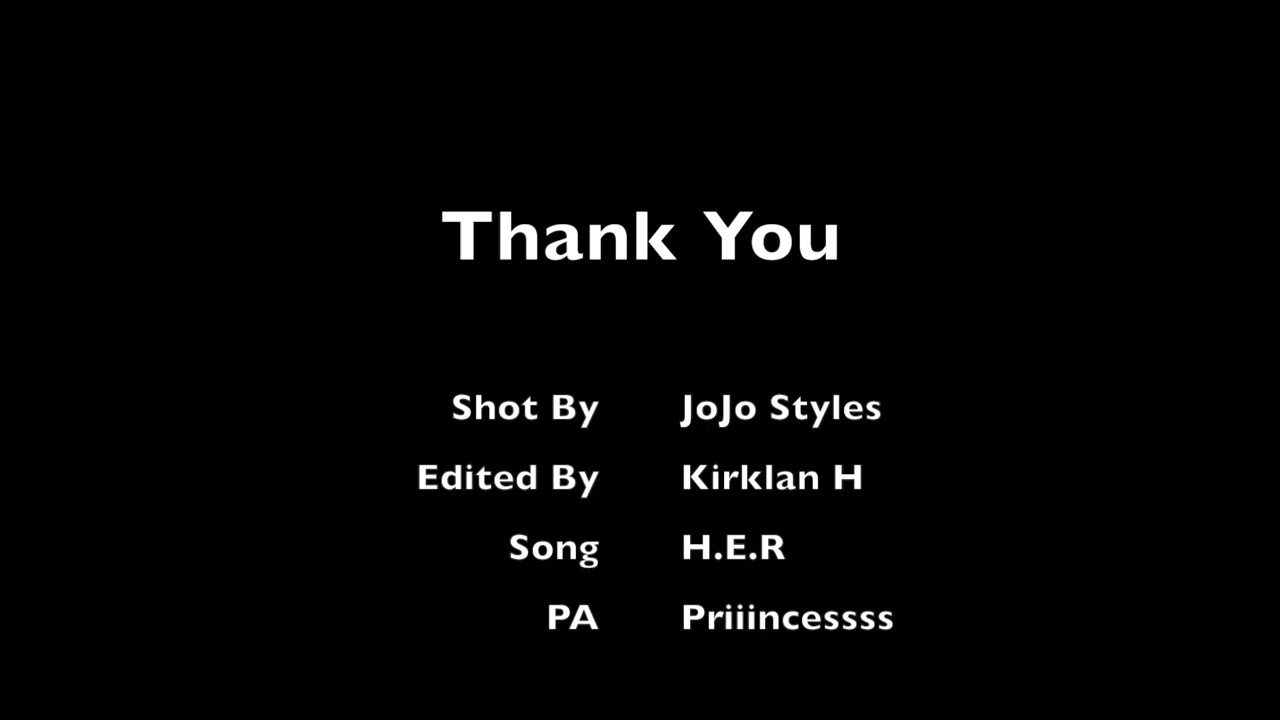 Thank You
Shot By JoJo Styles
Edited By Kirklan H
Song H.E.R
PA Priiincessss